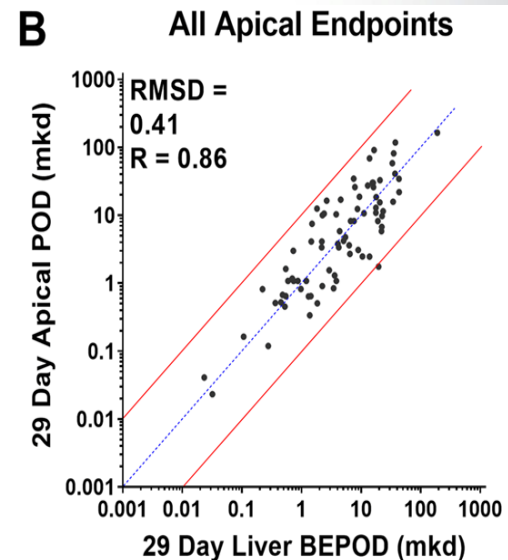 B
All Apical Endpoints
RMSD =
0.41
R = 0.86
29 Day Apical POD (mkd)
1000
100
10
1
0.1
0.01
0.001
0.001 0.01 0.1 1 10 100 1000
29 Day Liver BEPOD (mkd)